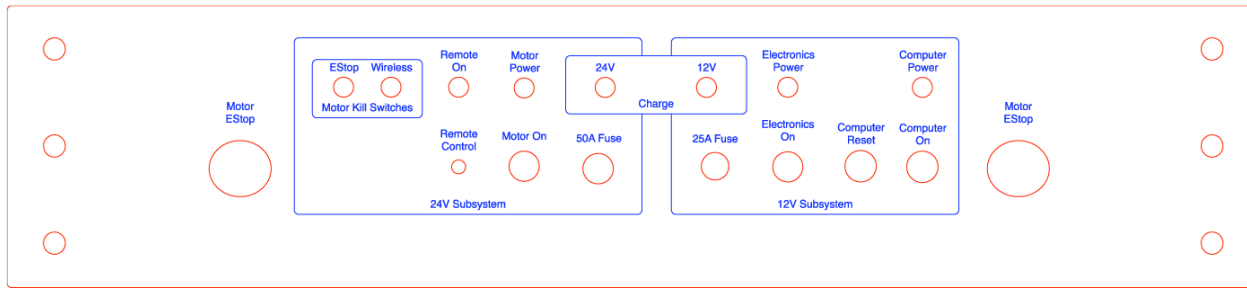 Motor
EStop
EStop
Wireless
Motor Kill Switches
Remote
On
Motor
Power
Remote
Control
Motor On
50A Fuse
24V Subsystem
24V
12V
Charge
Electronics
Power
Computer
Power
25A Fuse
Electronics
On
Computer
Reset
Computer
On
12V Subsystem
Motor
EStop